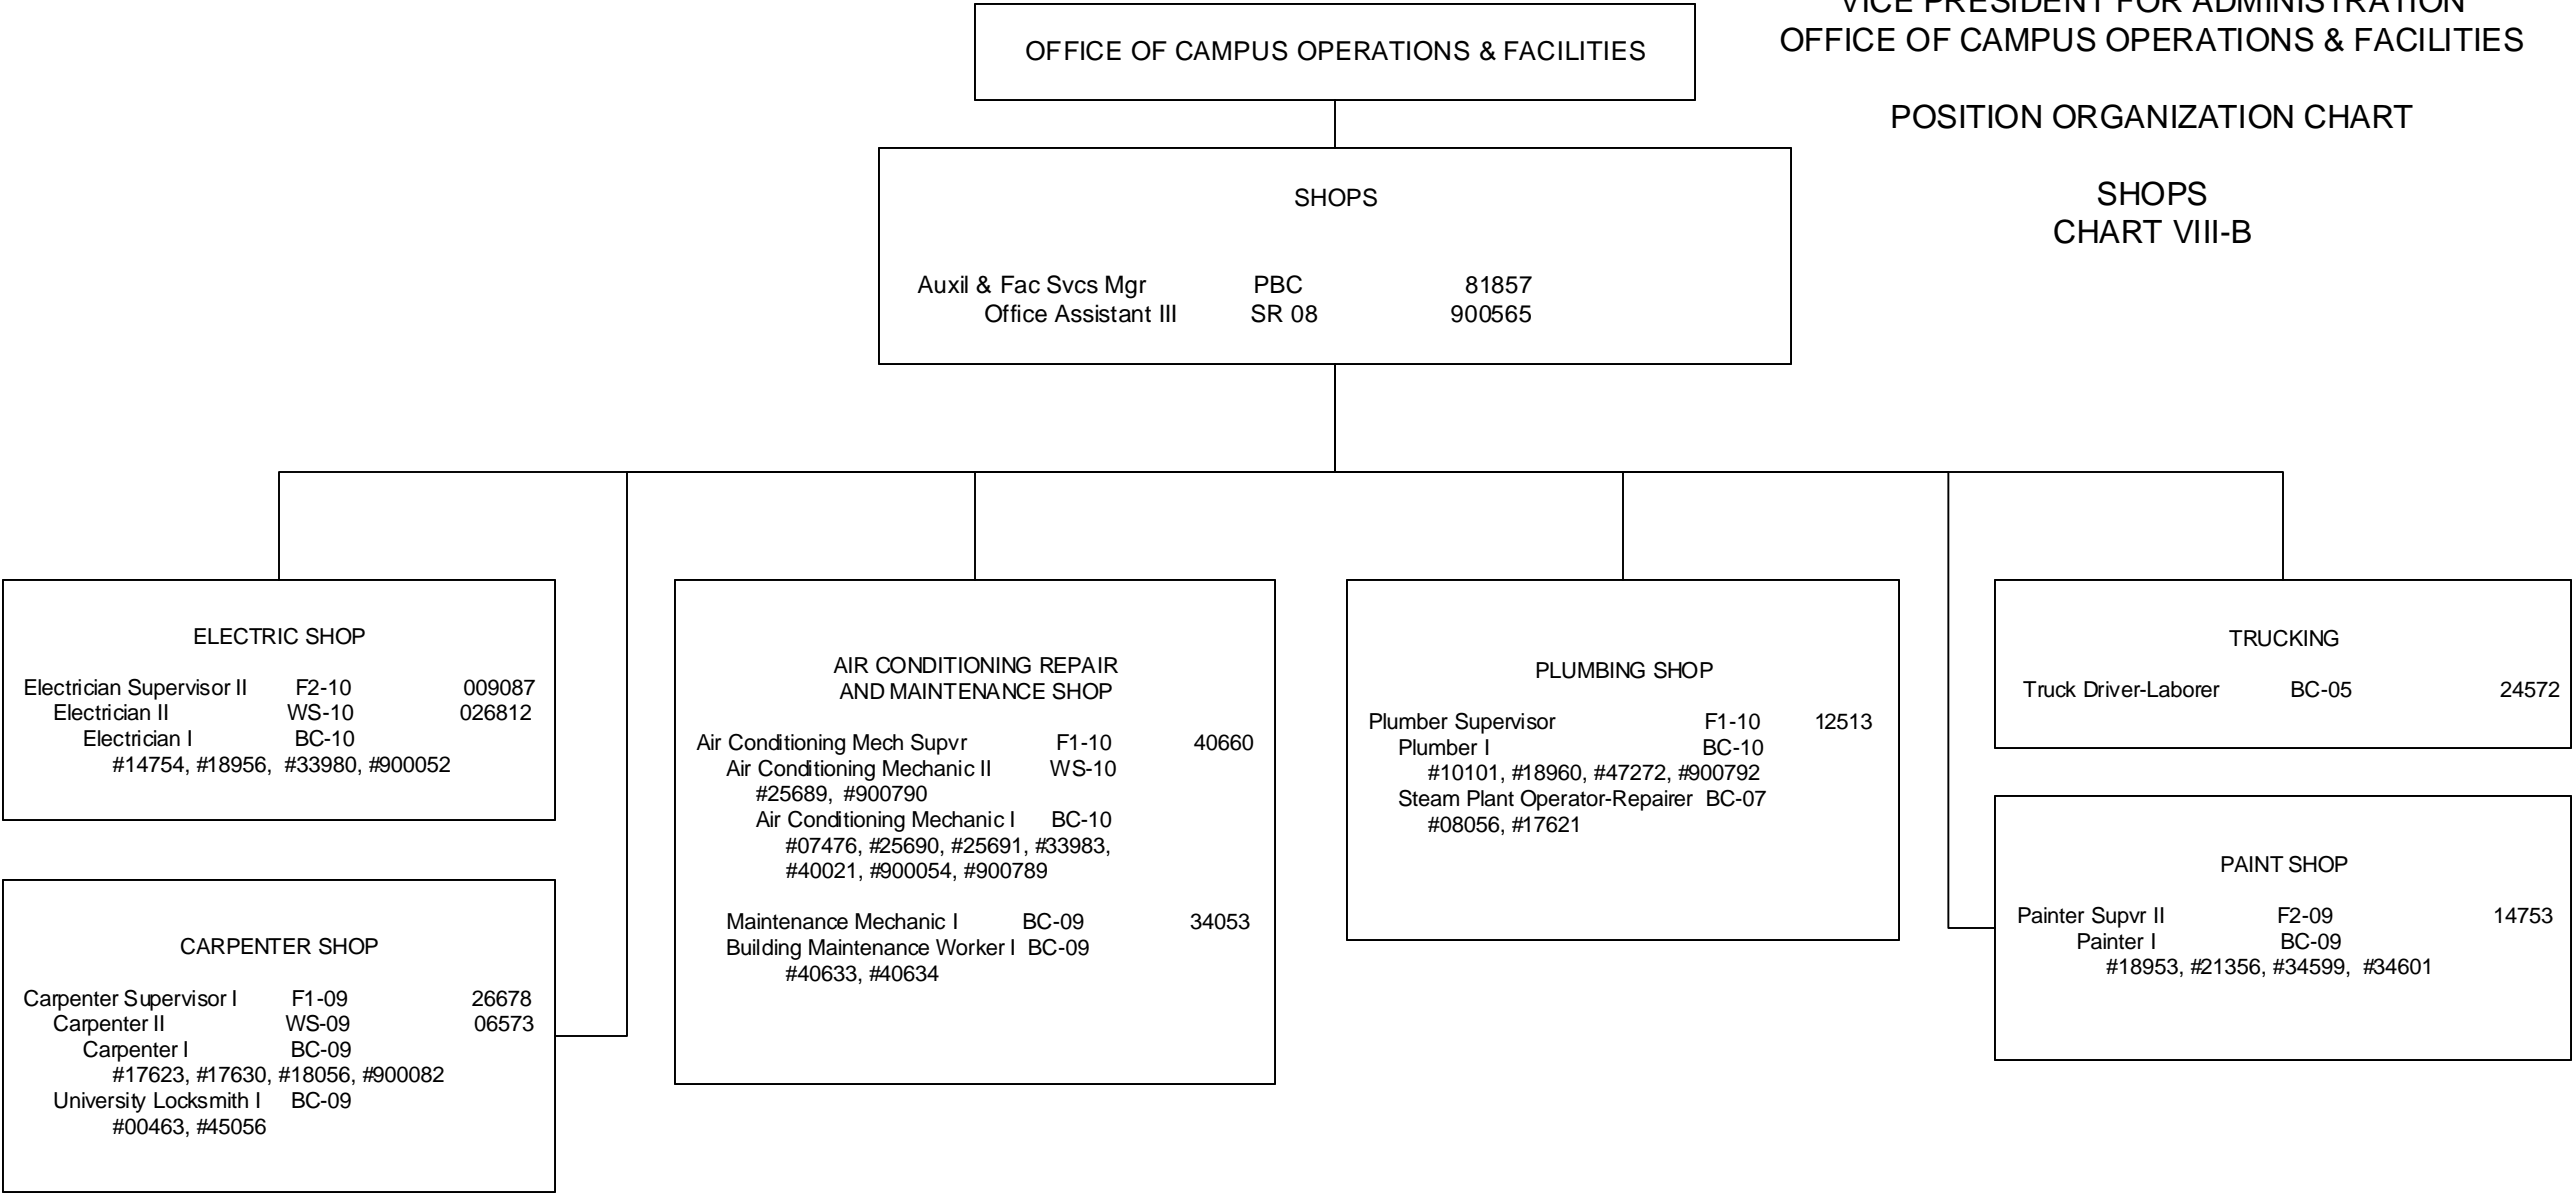 VICE PRESIDENT FOR ADMINISTRATION
OFFICE OF CAMPUS OPERATIONS & FACILITIES
POSITION ORGANIZATION CHART
SHOPS
CHART VIII-B
OFFICE OF CAMPUS OPERATIONS & FACILITIES
SHOPS
Auxil & Fac Svcs Mgr PBC 81857
Office Assistant III SR 08 900565
ELECTRIC SHOP
Electrician Supervisor II F2-10 009087
Electrician II WS-10 026812
Electrician I BC-10
#14754, #18956, #33980, #900052
CARPENTER SHOP
Carpenter Supervisor I F1-09 26678
Carpenter II WS-09 06573
Carpenter I BC-09
#17623, #17630, #18056, #900082
University Locksmith I BC-09
#00463, #45056
AIR CONDITIONING REPAIR
AND MAINTENANCE SHOP
Air Conditioning Mech Supvr F1-10 40660
Air Conditioning Mechanic II WS-10
#25689, #900790
Air Conditioning Mechanic I BC-10
#07476, #25690, #25691, #33983,
#40021, #900054, #900789
Maintenance Mechanic I BC-09 34053
Building Maintenance Worker I BC-09
#40633, #40634
PLUMBING SHOP
Plumber Supervisor F1-10 12513
Plumber I BC-10
#10101, #18960, #47272, #900792
Steam Plant Operator-Repairer BC-07
#08056, #17621
TRUCKING
Truck Driver-Laborer BC-05 24572
PAINT SHOP
Painter Supvr II F2-09 14753
Painter I BC-09
#18953, #21356, #34599, #34601